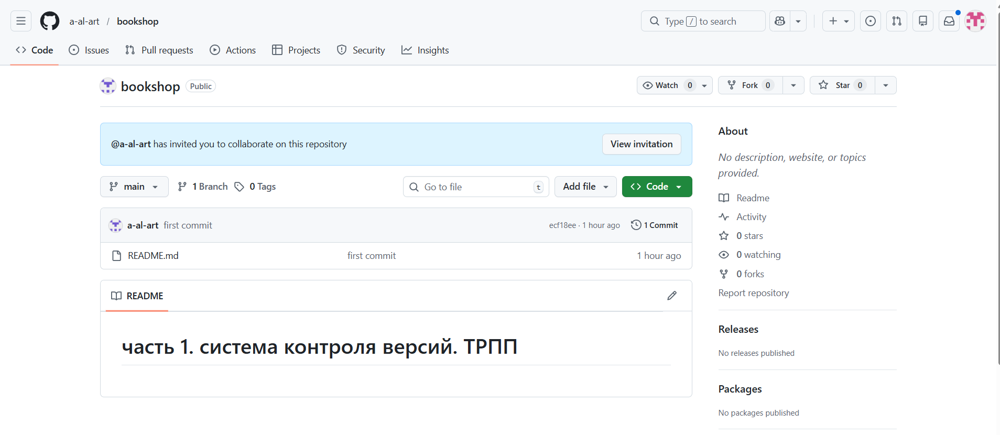 a-al-art / bookshop
Type / to search
Code Issues Pull requests Actions Projects Security Insights
bookshop Public
Watch 0 Fork 0 Star 0
@a-al-art has invited you to collaborate on this repository
View invitation
main 1 Branch 0 Tags
Go to file t
Add file
Code
a-al-art first commit ecf18ee · 1 hour ago 1 Commit
README.md first commit 1 hour ago
README
часть 1. система контроля версий. ТРПП
About
No description, website, or topics
provided.
Readme
Activity
0 stars
0 watching
0 forks
Report repository
Releases
No releases published
Packages
No packages published